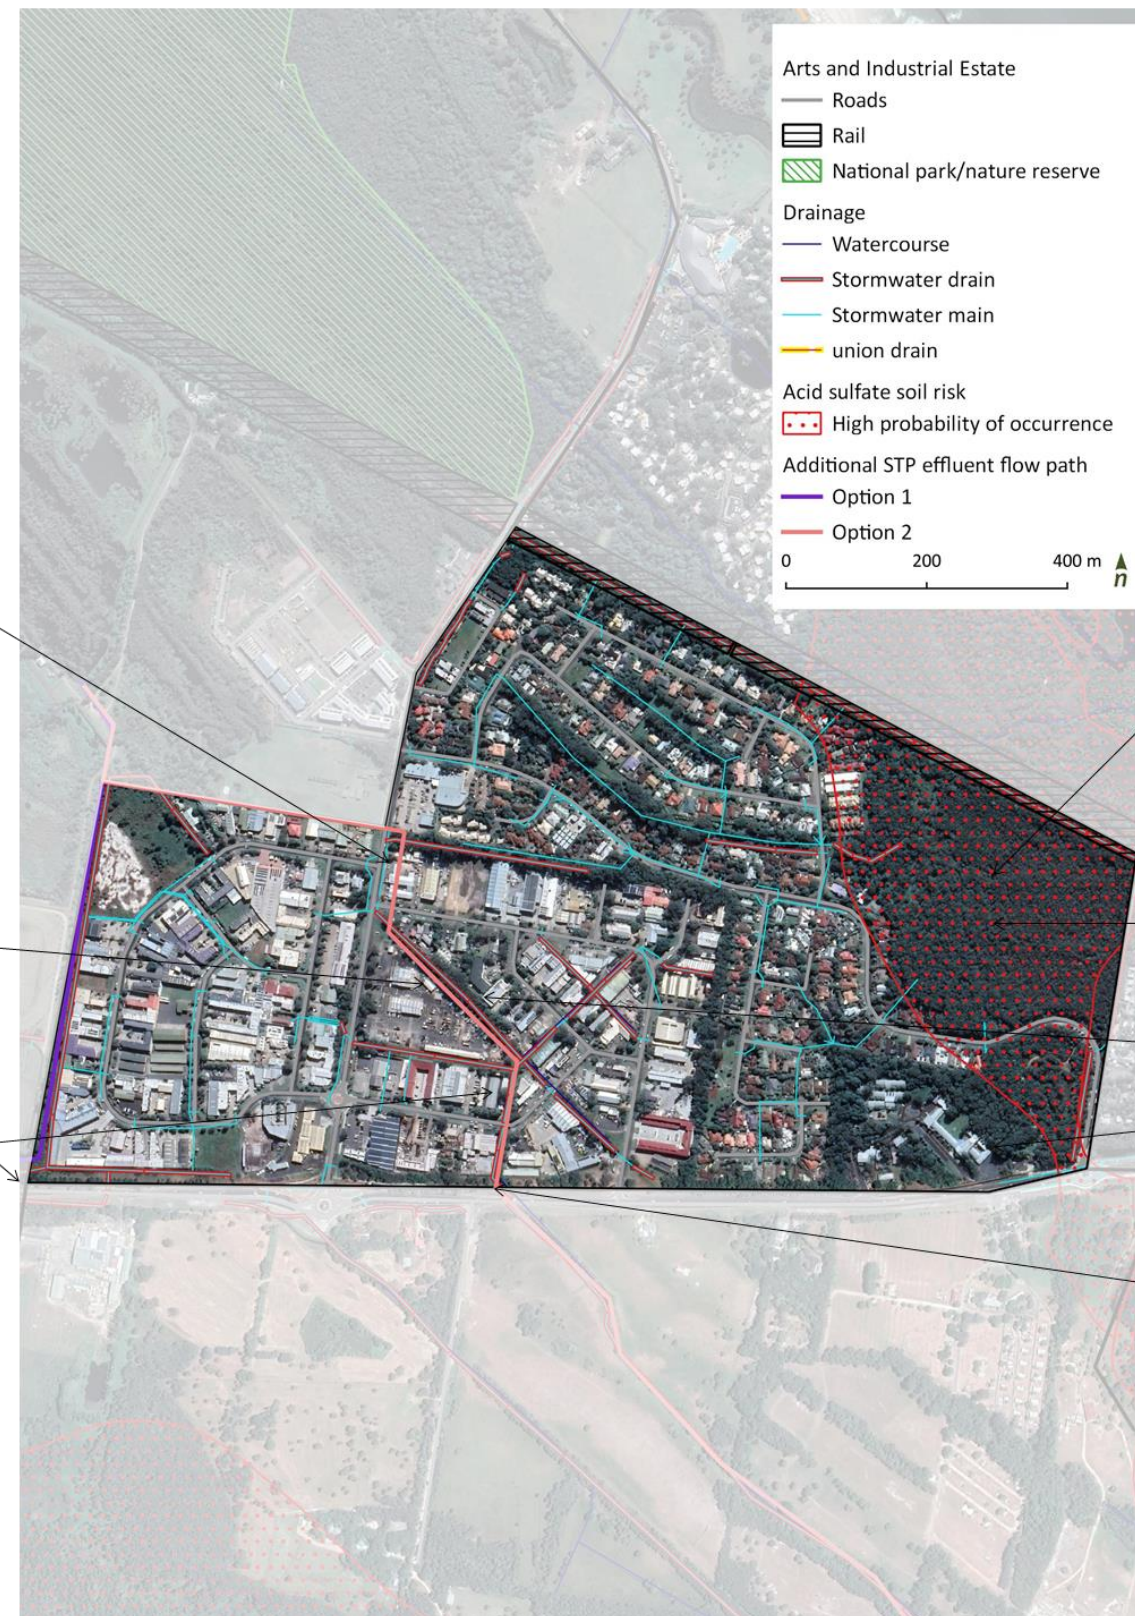 Arts and Industrial Estate
Roads
Rail
National park/nature reserve
Drainage
Watercourse
Stormwater drain
Stormwater main
union drain
Acid sulfate soil risk
High probability of occurrence
Additional STP effluent flow path
Option 1
Option 2
0 200 400 m
n